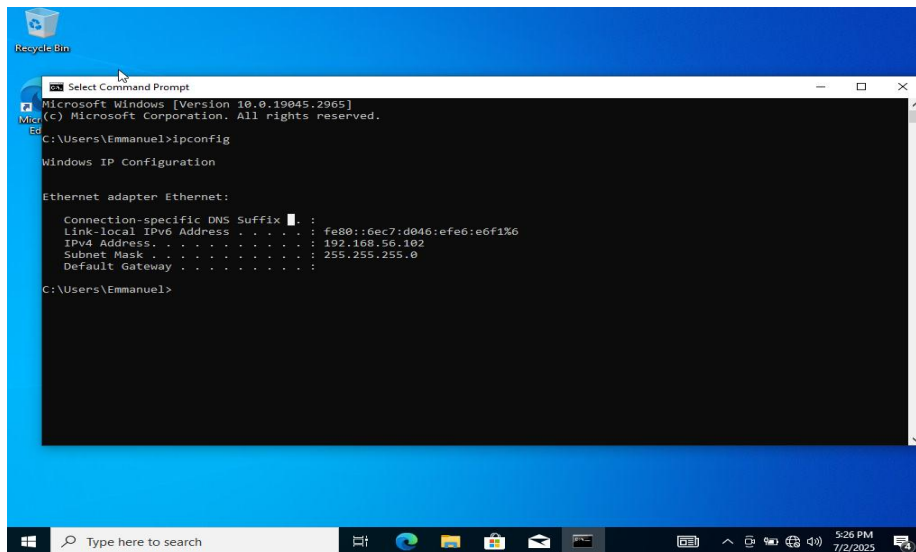 Recycle Bin
Select Command Prompt
Microsoft Windows [Version 10.0.19045.2965]
(c) Microsoft Corporation. All rights reserved.
C:\Users\Emmanuel>ipconfig
Windows IP Configuration
Ethernet adapter Ethernet:
Connection-specific DNS Suffix  . :
Link-local IPv6 Address . . . . . : fe80::6ec7:d046:efe6:e6f1%6
IPv4 Address. . . . . . . . . . . : 192.168.56.102
Subnet Mask . . . . . . . . . . . : 255.255.255.0
Default Gateway . . . . . . . . . :
C:\Users\Emmanuel>
Type here to search
5:26 PM
7/2/2025
4